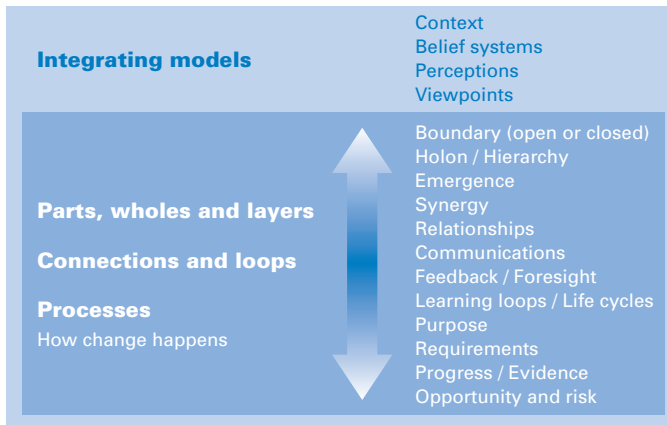 Integrating models
Context
Belief systems
Perceptions
Viewpoints
Parts, wholes and layers
Connections and loops
Processes
How change happens
Boundary (open or closed)
Holon / Hierarchy
Emergence
Synergy
Relationships
Communications
Feedback / Foresight
Learning loops / Life cycles
Purpose
Requirements
Progress / Evidence
Opportunity and risk